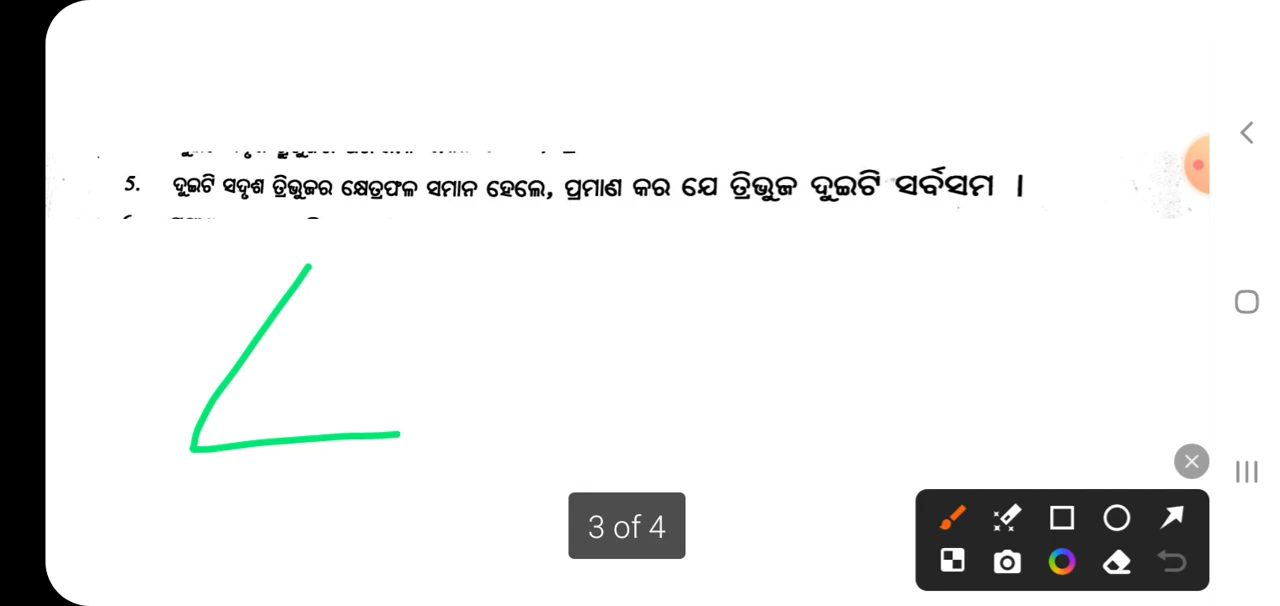 5. ଦୁଇଟି ସଦୃଶ ତ୍ରିଭୁଜର କ୍ଷେତ୍ରଫଳ ସମାନ ହେଲେ, ପ୍ରମାଣ କର ଯେ ତ୍ରିଭୁଜ ଦୁଇଟି ସର୍ବସମ ।
3 of 4